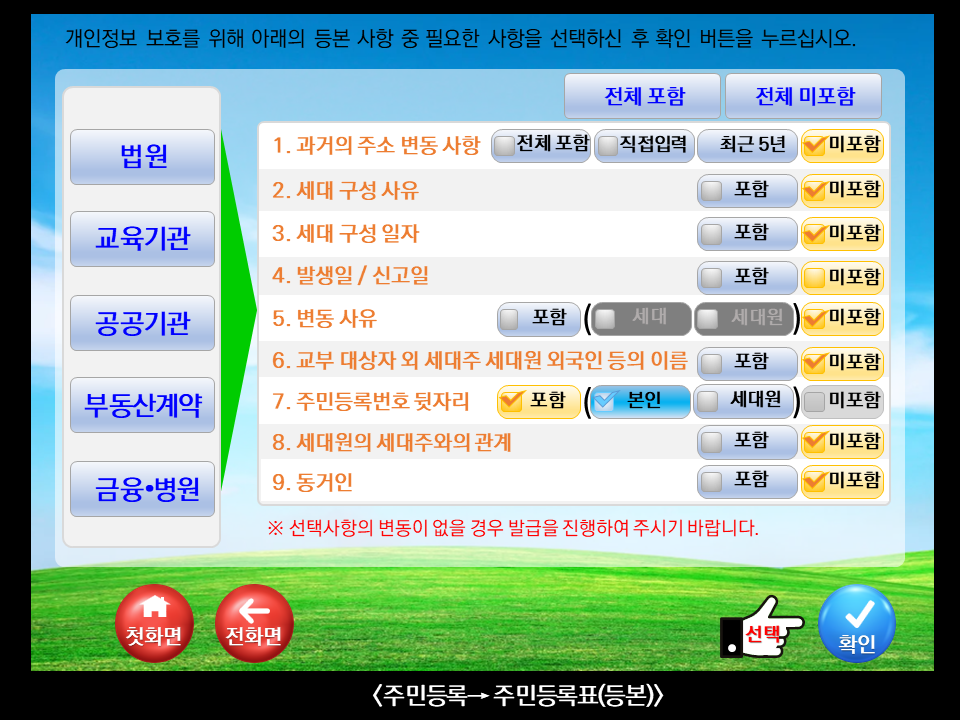 개인정보 보호를 위해 아래의 등본 사항 중 필요한 사항을 선택하신 후 확인 버튼을 누르십시오.
전체 포함 전체 미포함
법원
교육기관
공공기관
부동산계약
금융•병원
1. 과거의 주소 변동 사항 전체 포함 직접입력 최근 5년 미포함
2. 세대 구성 사유 포함 미포함
3. 세대 구성 일자 포함 미포함
4. 발생일 / 신고일 포함 미포함
5. 변동 사유 포함 ( 세대 세대원 ) 미포함
6. 교부 대상자 외 세대주 세대원 외국인 등의 이름 포함 미포함
7. 주민등록번호 뒷자리 포함 ( 본인 세대원 ) 미포함
8. 세대원의 세대주와의 관계 포함 미포함
9. 동거인 포함 미포함
※ 선택사항의 변동이 없을 경우 발급을 진행하여 주시기 바랍니다.
첫화면 전화면 선택 확인
<주민등록→ 주민등록표(등본)>